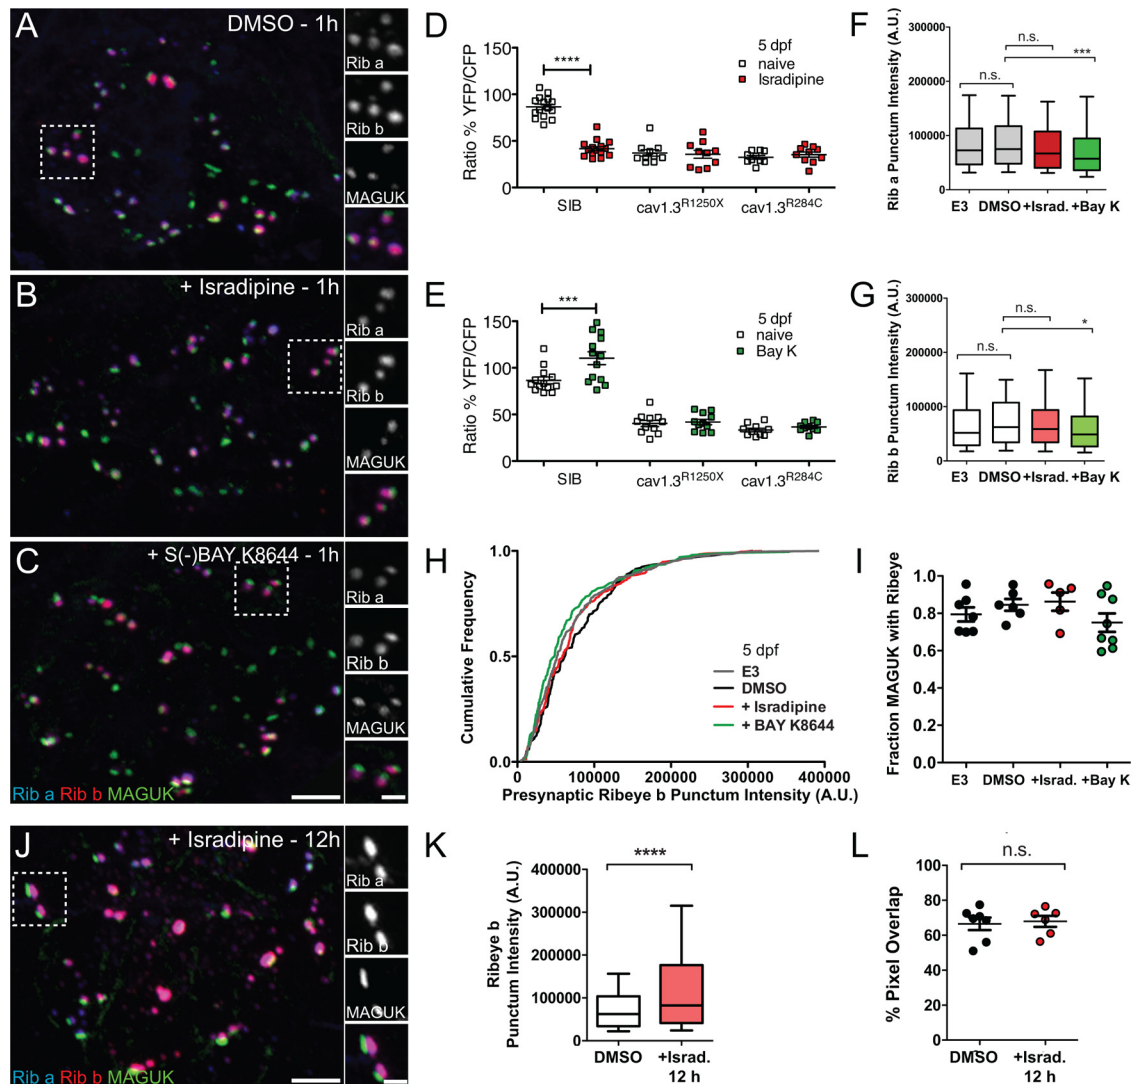 A
DMSO - 1h
Rib a
Rib b
MAGUK
B
+ Isradipine - 1h
Rib a
Rib b
MAGUK
C
+ S(-)BAY K8644 - 1h
Rib a
Rib b
MAGUK
Rib a Rib b MAGUK
D
Ratio % YFP/CFP
150
100
50
0
****
5 dpf
naive
Isradipine
SIB
cav1.3R1250X
cav1.3R284C
E
Ratio % YFP/CFP
150
100
50
0
***
5 dpf
naive
Bay K
SIB
cav1.3R1250X
cav1.3R284C
F
Rib a Punctum Intensity (A.U.)
300000
200000
100000
0
n.s.
n.s.
***
E3 DMSO +Israd. +Bay K
G
Rib b Punctum Intensity (A.U.)
300000
200000
100000
0
n.s.
n.s.
*
E3 DMSO +Israd. +Bay K
H
Cumulative Frequency
1.0
0.5
0.0
5 dpf
E3
DMSO
+ Isradipine
+ BAY K8644
0 100000 200000 300000 400000
Presynaptic Ribeye b Punctum Intensity (A.U.)
I
Fraction MAGUK with Ribeye
1.0
0.8
0.6
0.4
0.2
0.0
E3 DMSO +Israd. +Bay K
J
+ Isradipine - 12h
Rib a
Rib b
MAGUK
Rib a Rib b MAGUK
K
Ribeye b
Punctum Intensity (A.U.)
400000
300000
200000
100000
0
****
DMSO +Israd.
12 h
L
% Pixel Overlap
100
80
60
40
20
0
n.s.
DMSO +Israd.
12 h